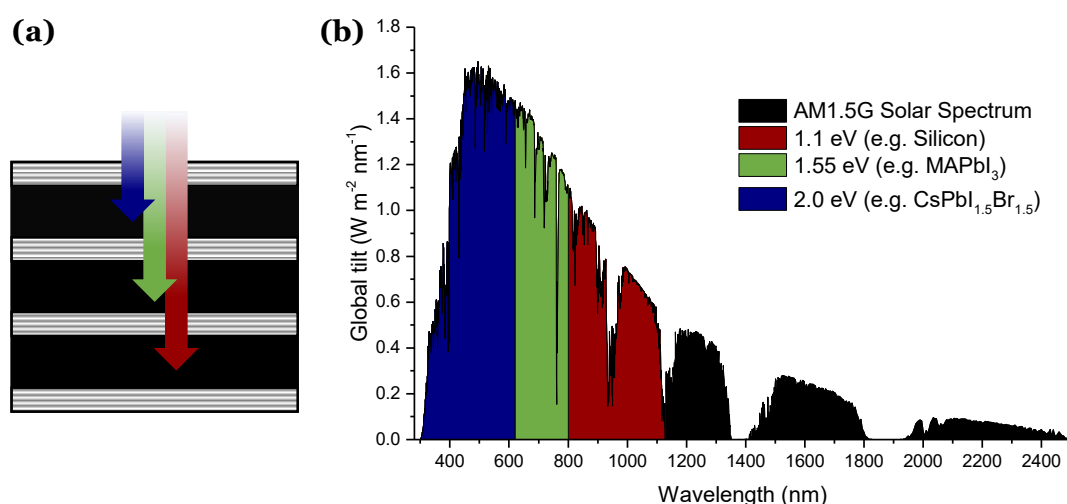 (a)
(b)
1.8
1.6
1.4
1.2
1.0
0.8
0.6
0.4
0.2
0.0
Global tilt (W m⁻² nm⁻¹)
AM1.5G Solar Spectrum
1.1 eV (e.g. Silicon)
1.55 eV (e.g. MAPbI₃)
2.0 eV (e.g. CsPbI₁.₅Br₁.₅)
400 600 800 1000 1200 1400 1600 1800 2000 2200 2400
Wavelength (nm)